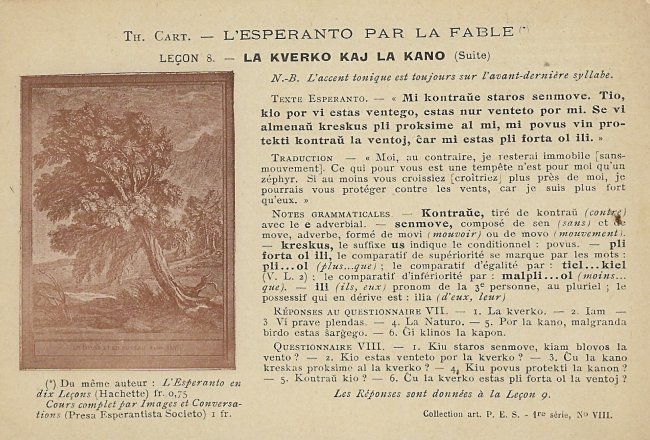 Th. Cart. — L'ESPERANTO PAR LA FABLE (*)
LEÇON 8. — LA KVERKO KAJ LA KANO (Suite)
N.-B. L'accent tonique est toujours sur l'avant-dernière syllabe.
Texte Esperanto. — « Mi kontraŭe staros senmove. Tio,
kio por vi estas ventego, estas nur venteto por mi. Se vi
almenaŭ kreskus pli proksime al mi, mi povus vin pro-
tekti kontraŭ la ventoj, ĉar mi estas pli forta ol ili. »
Traduction — « Moi, au contraire, je resterai immobile [sans-
mouvement]. Ce qui pour vous est une tempête n'est pour moi qu'un
zéphyr. Si au moins vous croissiez [croîtriez] plus près de moi, je
pourrais vous protéger contre les vents, car je suis plus fort
qu'eux. »
Notes grammaticales. — Kontraŭe, tiré de kontraŭ (contre)
avec le e adverbial. — senmove, composé de sen (sans) et de
move, adverbe, formé de movi (mouvoir) ou de movo (mouvement).
— kreskus, le suffixe us indique le conditionnel : povus. — pli
forta ol ili, le comparatif de supériorité se marque par les mots :
pli...ol (plus...que) ; le comparatif d'égalité par : tiel...kiel
(V. L. 2) : le comparatif d'infériorité par : malpli...ol (moins...
que). — ili (ils, eux) pronom de la 3e personne, au pluriel ; le
possessif qui en dérive est : ilia (d'eux, leur)
Réponses au questionnaire VII. — 1. La kverko. — 2. Iam —
3 Vi prave plendas. — 4. La Naturo. — 5. Por la kano, malgranda
birdo estas ŝarĝego. — 6. Ĝi klinos la kapon.
Questionnaire VIII. — 1. Kiu staros senmove, kiam blovos la
vento ? — 2. Kio estas venteto por la kverko ? — 3. Ĉu la kano
kreskas proksime al la kverko ? — 4. Kiu povus protekti la kanon ?
— 5. Kontraŭ kio ? — 6. Ĉu la kverko estas pli forta ol la ventoj ?
Les Réponses sont données à la Leçon 9.
(*) Du même auteur : L'Esperanto en
dix Leçons (Hachette) fr. 0,75
Cours complet par Images et Conversa-
tions (Presa Esperantista Societo) 1 fr.
Collection art. P. E. S. - 1re série, No VIII.